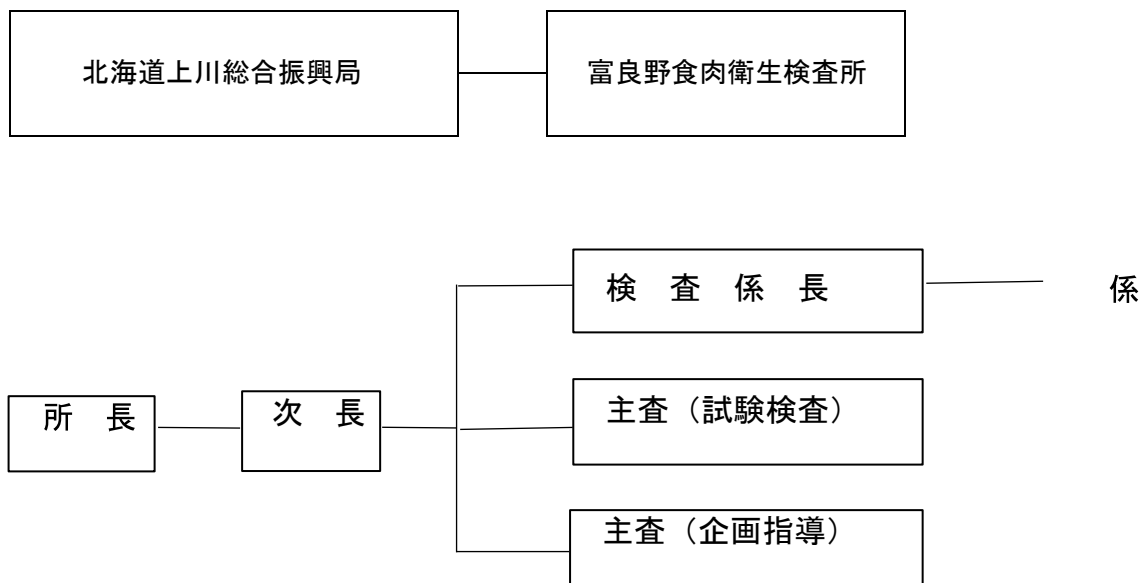 北海道上川総合振興局
富良野食肉衛生検査所
検 査 係 長
係
所 長
次 長
主査（試験検査）
主査（企画指導）